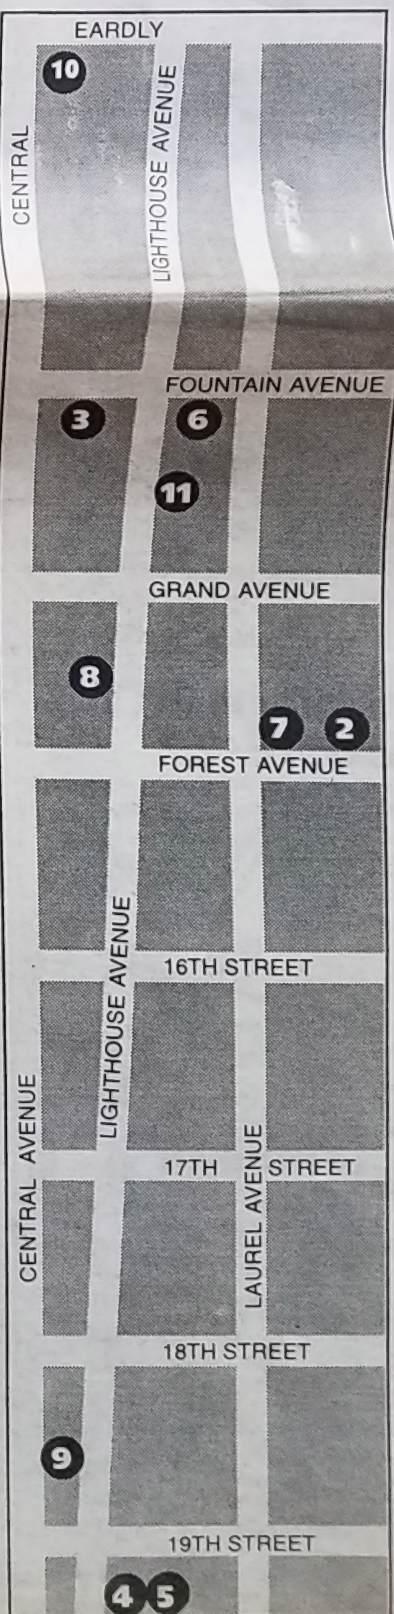 EARDLY
10
CENTRAL
LIGHTHOUSE AVENUE
FOUNTAIN AVENUE
3
6
11
GRAND AVENUE
8
7
2
FOREST AVENUE
LIGHTHOUSE AVENUE
16TH STREET
CENTRAL AVENUE
LAUREL AVENUE
17TH STREET
18TH STREET
9
19TH STREET
4
5